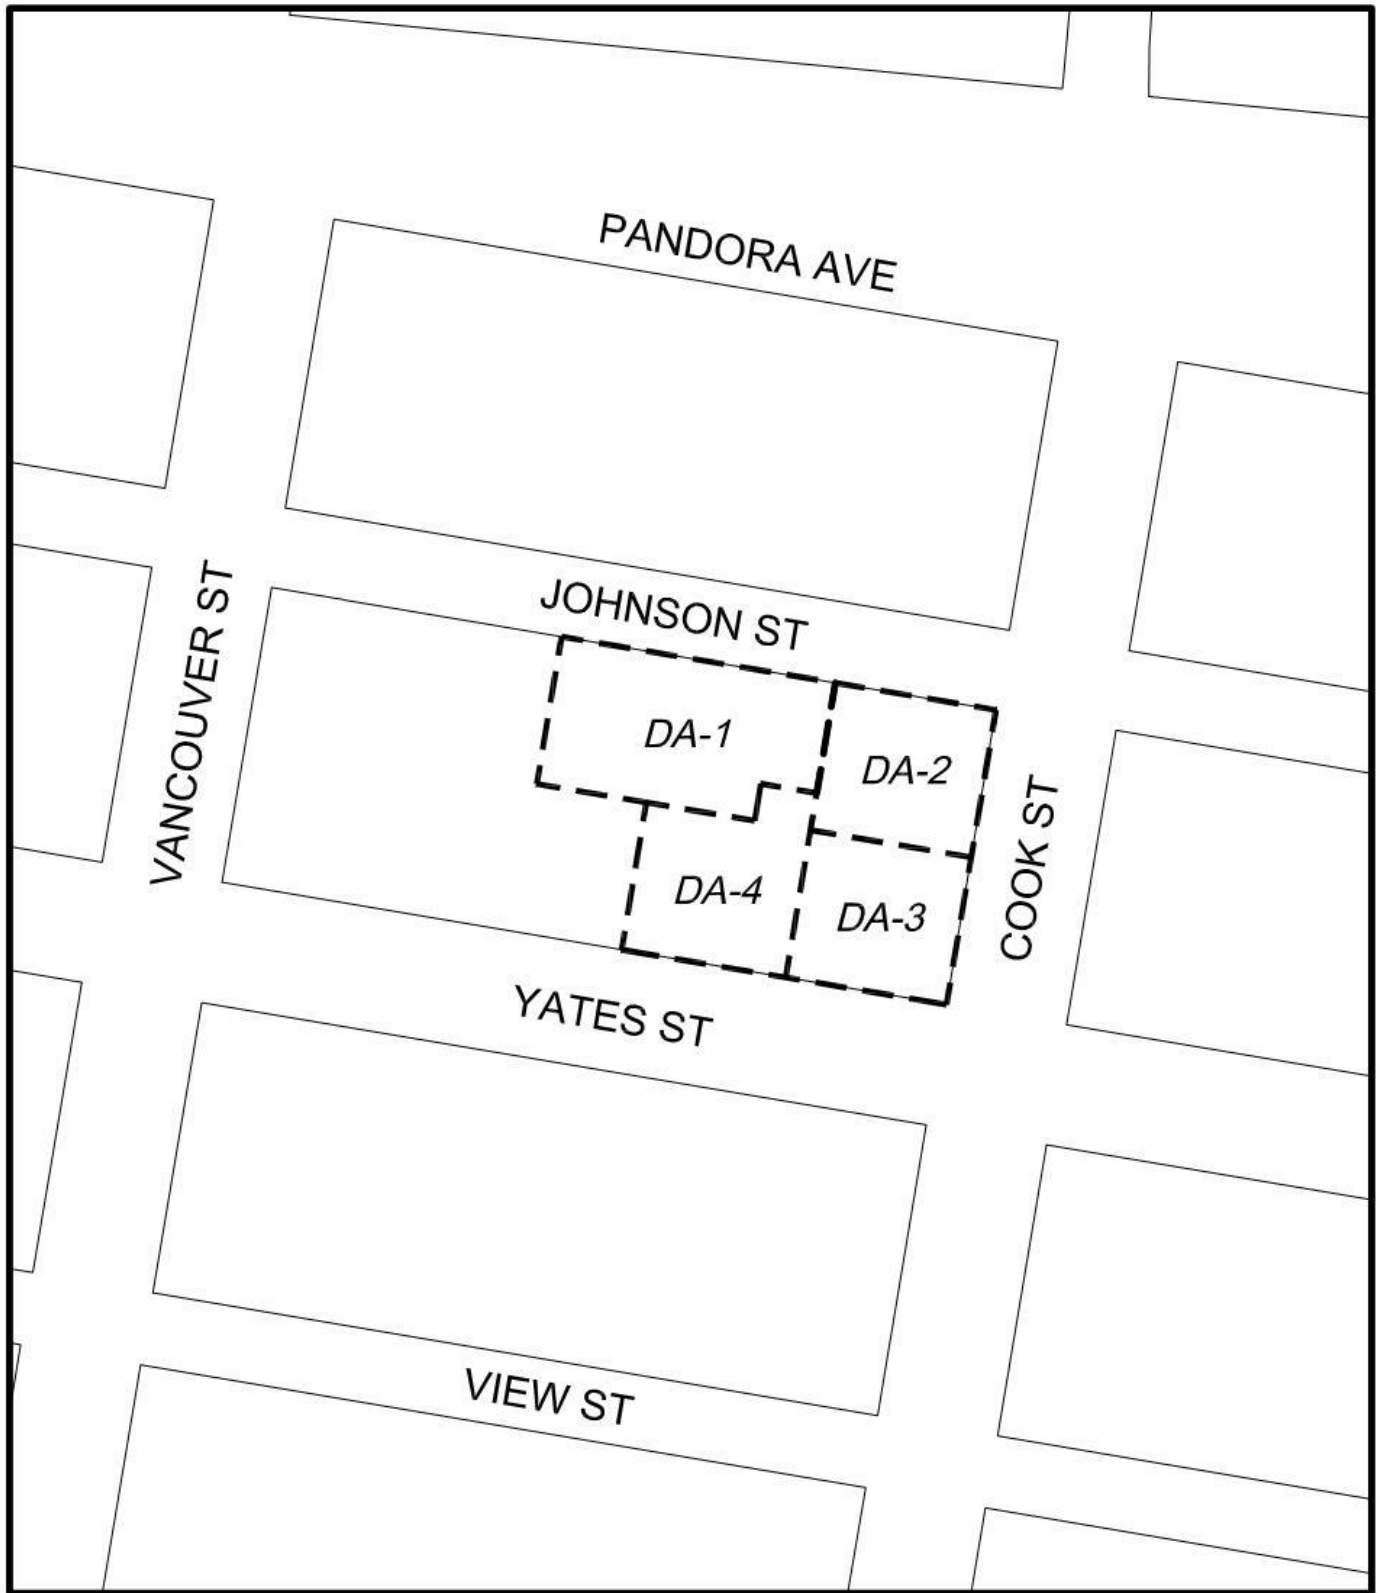 PANDORA AVE
JOHNSON ST
VANCOUVER ST
DA-1
DA-2
COOK ST
DA-4
DA-3
YATES ST
VIEW ST